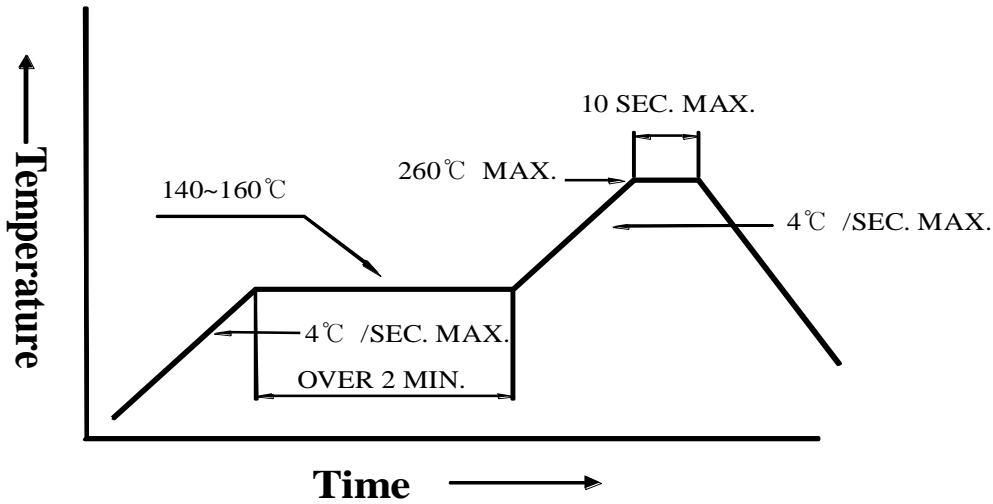 10 SEC. MAX.
260℃ MAX.
140~160℃
4℃ /SEC. MAX.
4℃ /SEC. MAX.
OVER 2 MIN.
Temperature
Time